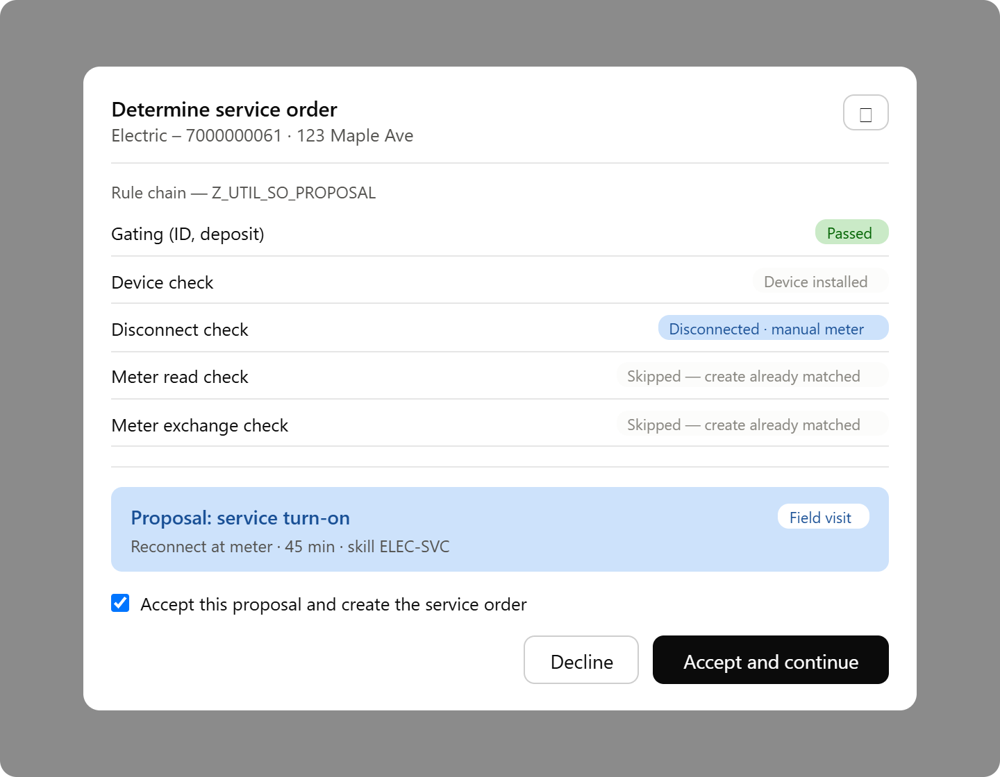 Determine service order
Electric – 7000000061 · 123 Maple Ave
Rule chain — Z_UTIL_SO_PROPOSAL
Gating (ID, deposit)
Passed
Device check
Device installed
Disconnect check
Disconnected · manual meter
Meter read check
Skipped — create already matched
Meter exchange check
Skipped — create already matched
Proposal: service turn-on
Field visit
Reconnect at meter · 45 min · skill ELEC-SVC
Accept this proposal and create the service order
Decline
Accept and continue